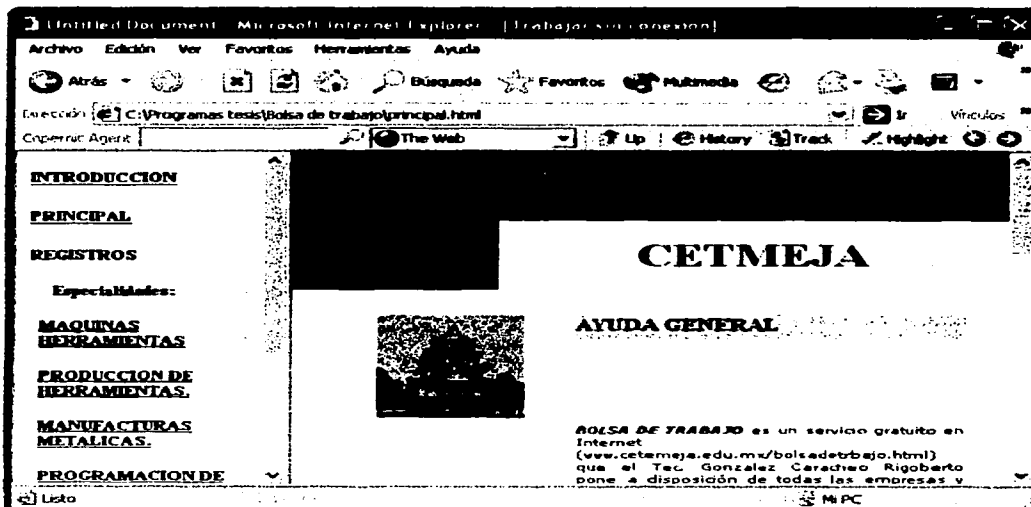 Untitled Document - Microsoft Internet Explorer - [Trabajar sin conexión]
Archivo Edición Ver Favoritos Herramientas Ayuda
Atrás Búsqueda Favoritos Multimedia
Dirección C:\Programas tesis\Bolsa de trabajo\principal.html Ir Vínculos
Copernic Agent The Web Up History Track Highlight
INTRODUCCION
PRINCIPAL
REGISTROS
Especialidades:
MAQUINAS
HERRAMIENTAS
PRODUCCION DE
HERRAMIENTAS.
MANUFACTURAS
METALICAS.
PROGRAMACION DE
CETMEJA
AYUDA GENERAL
BOLSA DE TRABAJO es un servicio gratuito en
Internet
(www.cetemeja.edu.mx/bolsadetrbajo.html)
que el Tec. González Caracheo Rigoberto
pone a disposición de todas las empresas y
Listo Mi PC